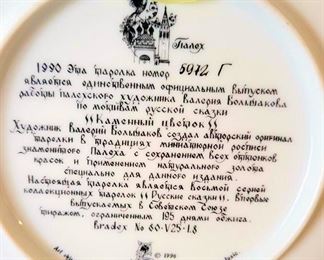 Палех
1990 Эта тарелка номер 5972 Г
является единственным официальным выпуском
работы палехского художника Валерия Большакова
по мотивам русской сказки
"Каменный цветок"
Художник Валерий Большаков создал авторский оригинал
тарелки в традициях миниатюрной росписи
знаменитого Палеха с сохранением всех оттенков
красок и применением натурального золота
специально для данного издания.
Настоящая тарелка является восьмой серией
коллекционных тарелок "Русские сказки", впервые
выпускаемых в Советском Союзе
тиражом, ограниченным 195 днями обжига.
Bradex No 60-V25-1.8